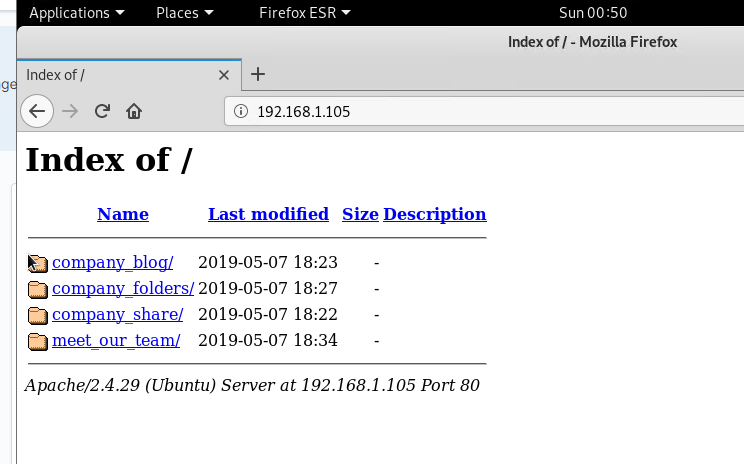 Applications Places Firefox ESR Sun 00:50
Index of / - Mozilla Firefox
Index of /
192.168.1.105
Index of /
Name Last modified Size Description
company_blog/ 2019-05-07 18:23 -
company_folders/ 2019-05-07 18:27 -
company_share/ 2019-05-07 18:22 -
meet_our_team/ 2019-05-07 18:34 -
Apache/2.4.29 (Ubuntu) Server at 192.168.1.105 Port 80